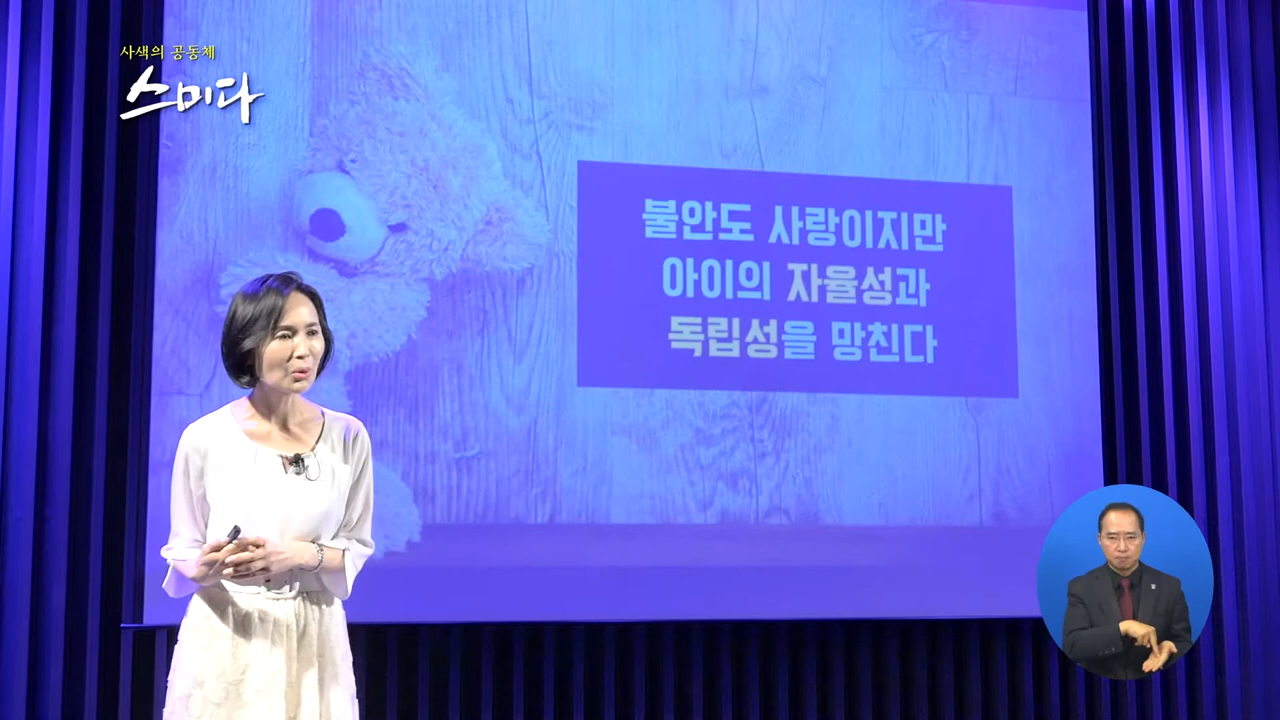 사색의 공동체
스미다
불안도 사랑이지만
아이의 자율성과
독립성을 망친다